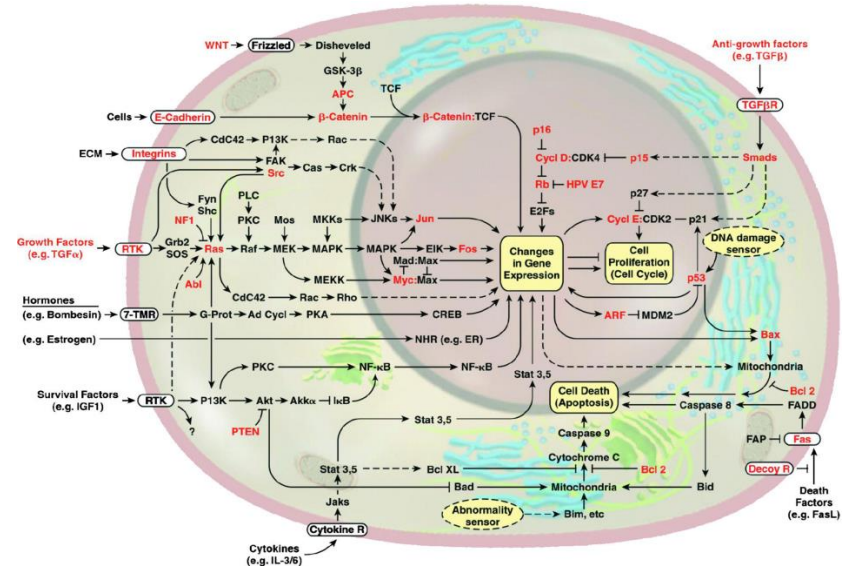 WNT
Frizzled
Disheveled
GSK-3β
APC
TCF
Cells
E-Cadherin
β-Catenin
β-Catenin:TCF
ECM
Integrins
CdC42
P13K
Rac
FAK
Src
Cas
Crk
Fyn
Shc
PLC
NF1
PKC
Mos
MKKs
JNKs
Jun
Growth Factors
(e.g. TGFα)
RTK
Grb2
SOS
Ras
Raf
MEK
MAPK
MAPK
ElK
Fos
Abl
MEKK
Mad:Max
Myc:Max
CdC42
Rac
Rho
Hormones
(e.g. Bombesin)
7-TMR
G-Prot
Ad Cycl
PKA
CREB
(e.g. Estrogen)
NHR (e.g. ER)
PKC
NF-κB
NF-κB
Survival Factors
(e.g. IGF1)
RTK
P13K
Akt
Akkα
IκB
?
PTEN
Stat 3,5
Stat 3,5
Stat 3,5
Bcl XL
Bad
Jaks
Cytokine R
Cytokines
(e.g. IL-3/6)
Anti-growth factors
(e.g. TGFβ)
TGFβR
Smads
p16
Cycl D:CDK4
p15
Rb
HPV E7
E2Fs
p27
Cycl E:CDK2
p21
DNA damage
sensor
Changes
in Gene
Expression
Cell
Proliferation
(Cell Cycle)
p53
ARF
MDM2
Bax
Mitochondria
Bcl 2
Cell Death
(Apoptosis)
Caspase 8
FADD
Caspase 9
FAP
Fas
Cytochrome C
Bcl 2
Decoy R
Mitochondria
Bid
Death
Factors
(e.g. FasL)
Abnormality
sensor
Bim, etc